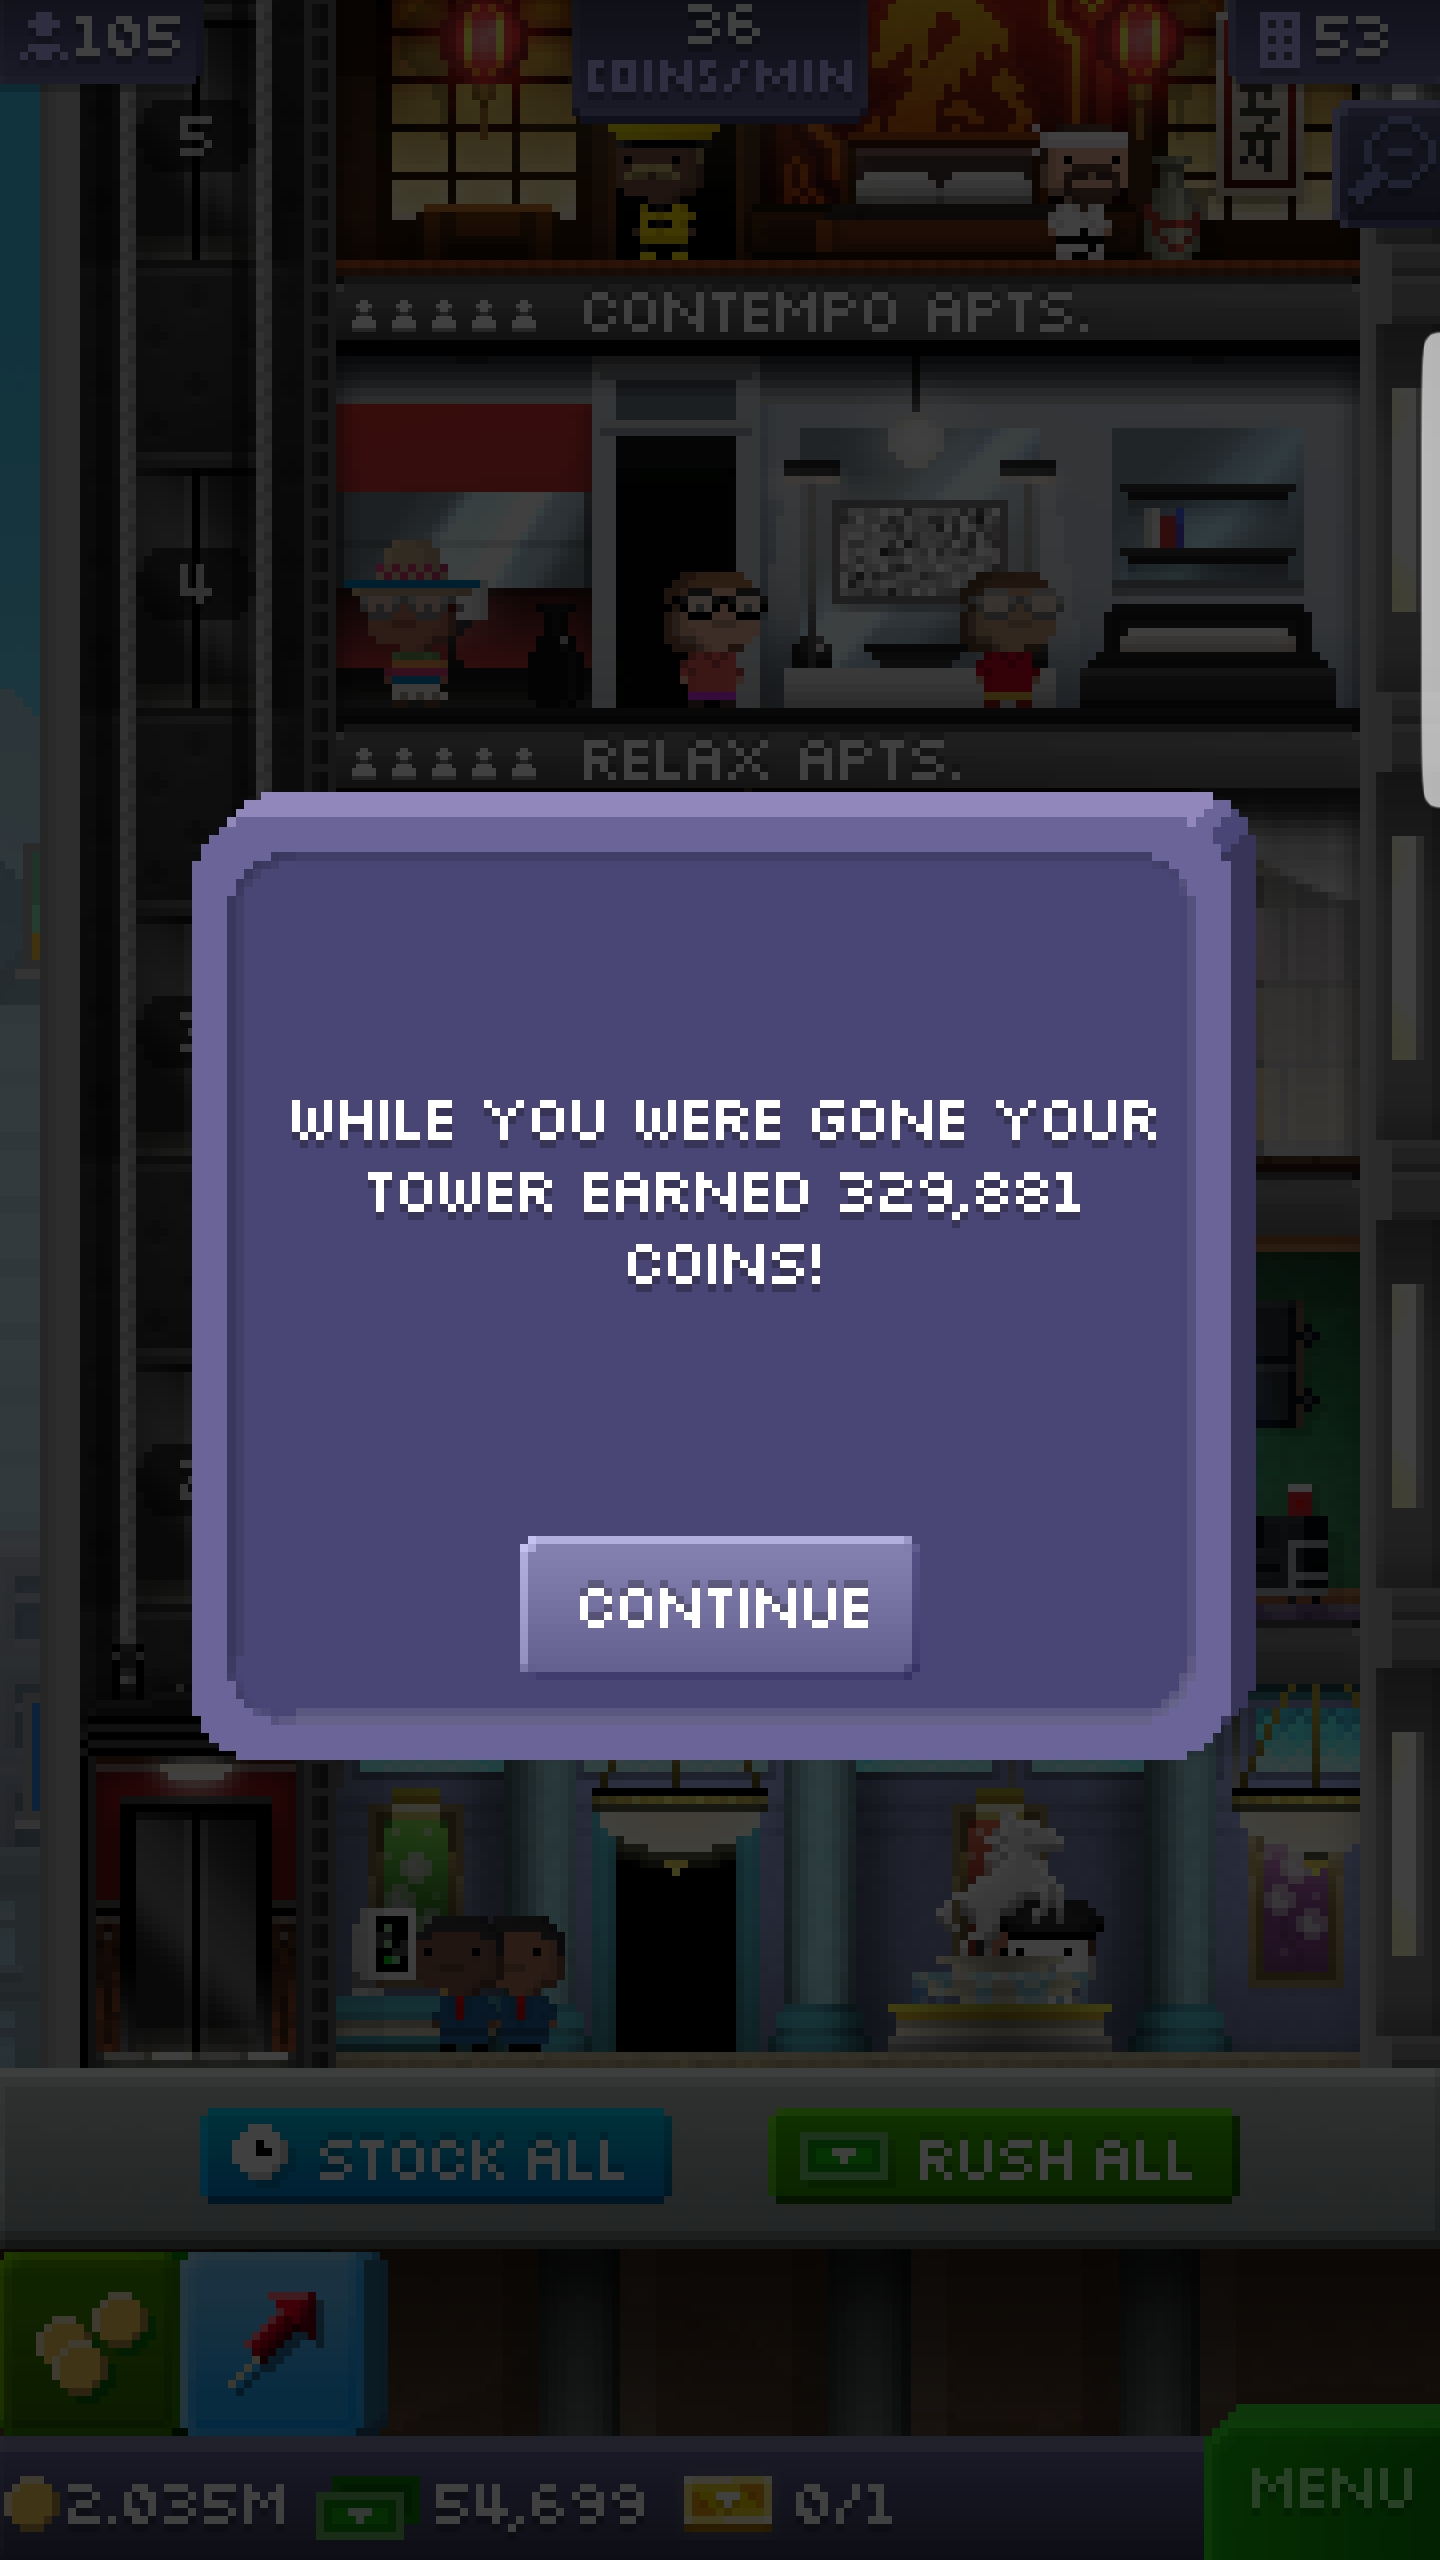 105
36
COINS/MIN
53
5
CONTEMPO APTS.
4
RELAX APTS.
WHILE YOU WERE GONE YOUR
TOWER EARNED 329,881
COINS!
CONTINUE
STOCK ALL
RUSH ALL
2.035M
54,699
0/1
MENU